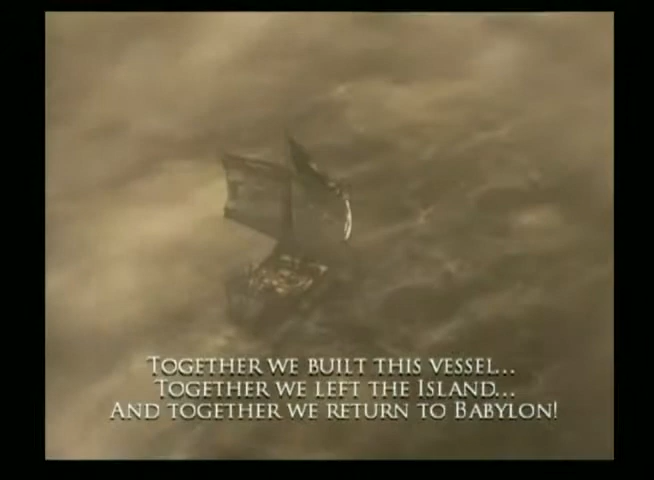 Together we built this vessel...
Together we left the Island...
And together we return to Babylon!